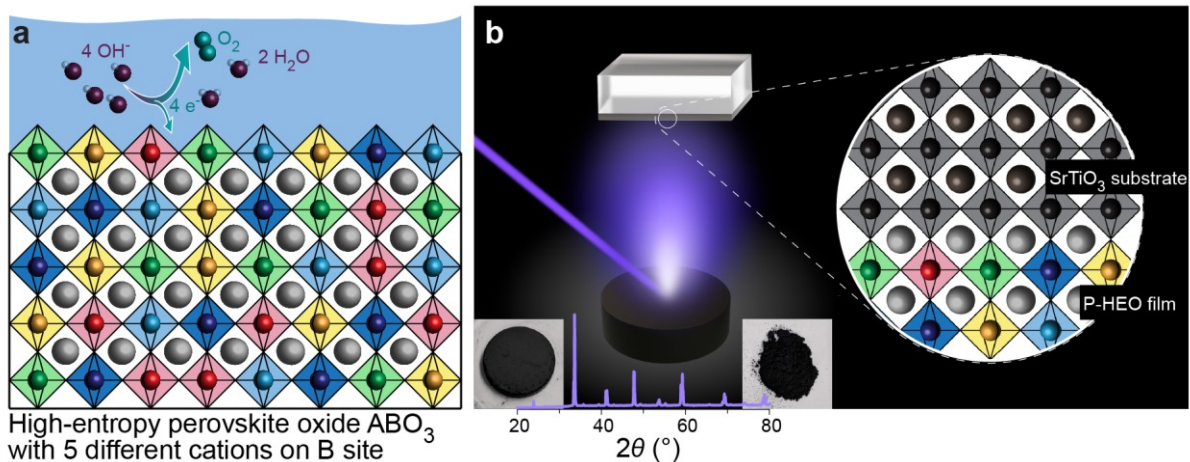 a
4 OH⁻
O₂
2 H₂O
4 e⁻
High-entropy perovskite oxide ABO₃
with 5 different cations on B site
b
SrTiO₃ substrate
P-HEO film
20 40 60 80
2θ (°)